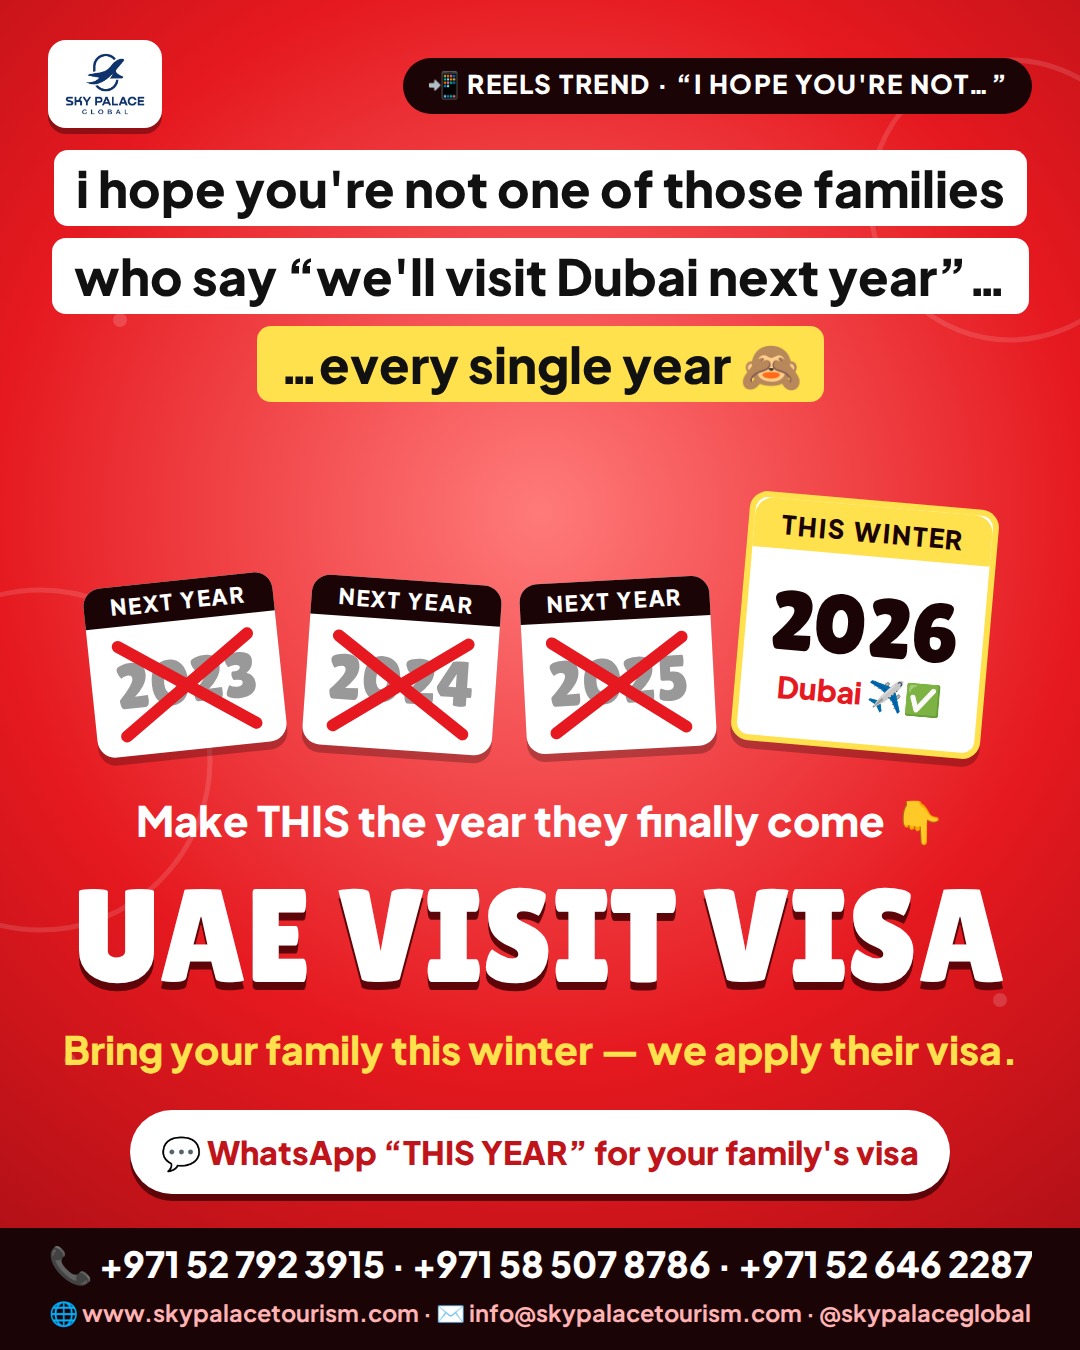 SKY PALACE
GLOBAL
📲 REELS TREND · “I HOPE YOU'RE NOT…”
i hope you're not one of those families
who say “we'll visit Dubai next year”…
…every single year 🙈
NEXT YEAR
2023
NEXT YEAR
2024
NEXT YEAR
2025
THIS WINTER
2026
Dubai ✈️✅
Make THIS the year they finally come 👇
UAE VISIT VISA
Bring your family this winter — we apply their visa.
💬 WhatsApp “THIS YEAR” for your family's visa
📞 +971 52 792 3915 · +971 58 507 8786 · +971 52 646 2287
🌐 www.skypalacetourism.com · ✉️ info@skypalacetourism.com · @skypalaceglobal